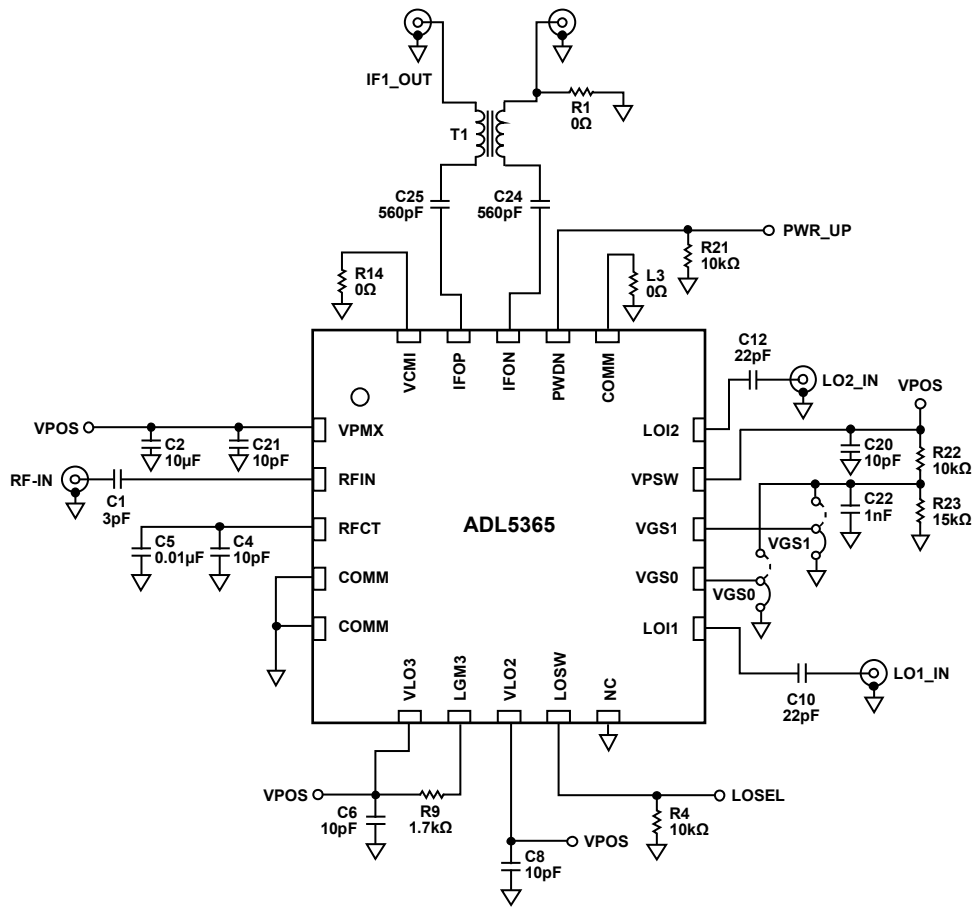 IF1_OUT
R1
0Ω
T1
C25
560pF
C24
560pF
PWR_UP
R21
10kΩ
R14
0Ω
L3
0Ω
VCMI
IFOP
IFON
PWDN
COMM
C12
22pF
LO2_IN
VPOS
VPOS
C2
10µF
C21
10pF
VPMX
LOI2
C20
10pF
R22
10kΩ
RF-IN
C1
3pF
RFIN
VPSW
C22
1nF
R23
15kΩ
C5
0.01µF
C4
10pF
RFCT
ADL5365
VGS1
VGS1
COMM
VGS0
VGS0
COMM
LOI1
LO1_IN
C10
22pF
VLO3
LGM3
VLO2
LOSW
NC
VPOS
C6
10pF
R9
1.7kΩ
LOSEL
R4
10kΩ
VPOS
C8
10pF